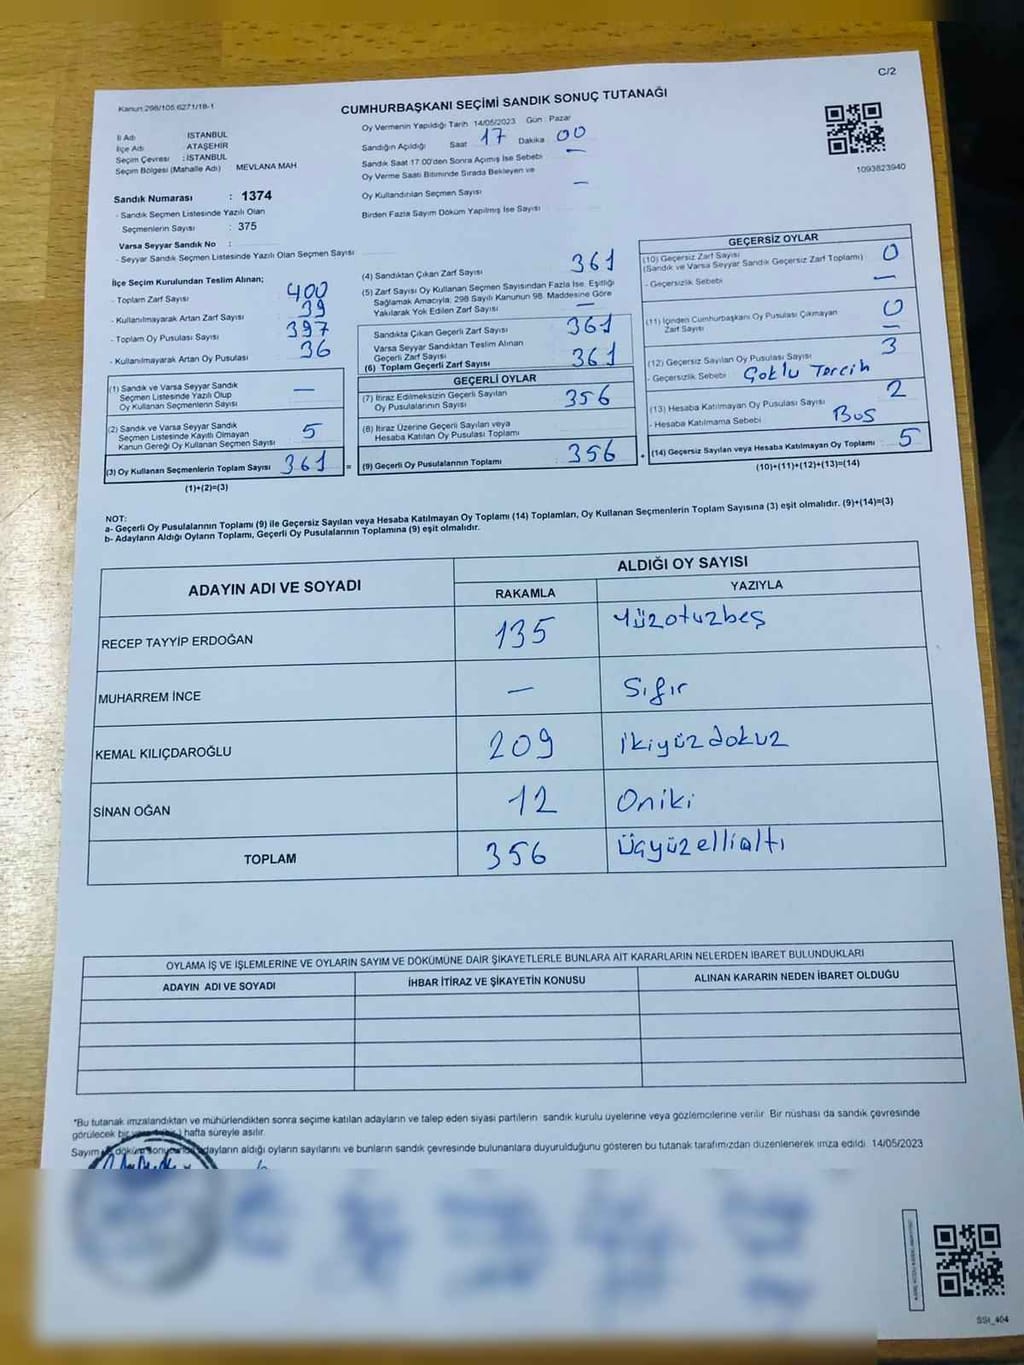 C/2
Kanun:298/105 6271/18-1
CUMHURBAŞKANI SEÇİMİ SANDIK SONUÇ TUTANAĞI
İl Adı : İSTANBUL
İlçe Adı : ATAŞEHİR
Seçim Çevresi : İSTANBUL
Seçim Bölgesi (Mahalle Adı) MEVLANA MAH
Sandık Numarası : 1374
- Sandık Seçmen Listesinde Yazılı Olan
Seçmenlerin Sayısı : 375
Varsa Seyyar Sandık No :
- Seyyar Sandık Seçmen Listesinde Yazılı Olan Seçmen Sayısı
Oy Vermenin Yapıldığı Tarih 14/05/2023 Gün : Pazar
Sandığın Açıldığı Saat 17 Dakika 00
Sandık Saat 17:00'den Sonra Açılmış İse Sebebi —
Oy Verme Saati Bitiminde Sırada Bekleyen ve
Oy Kullandırılan Seçmen Sayısı —
Birden Fazla Sayım Döküm Yapılmış İse Sayısı
1093823940
İlçe Seçim Kurulundan Teslim Alınan;
- Toplam Zarf Sayısı 400
- Kullanılmayarak Artan Zarf Sayısı 39
- Toplam Oy Pusulası Sayısı 397
- Kullanılmayarak Artan Oy Pusulası 36
(1) Sandık ve Varsa Seyyar Sandık
Seçmen Listesinde Yazılı Olup
Oy Kullanan Seçmenlerin Sayısı —
(2) Sandık ve Varsa Seyyar Sandık
Seçmen Listesinde Kayıtlı Olmayan
Kanun Gereği Oy Kullanan Seçmen Sayısı 5
(3) Oy Kullanan Seçmenlerin Toplam Sayısı 361
(1)+(2)=(3)
(4) Sandıktan Çıkan Zarf Sayısı 361
(5) Zarf Sayısı Oy Kullanan Seçmen Sayısından Fazla İse, Eşitliği
Sağlamak Amacıyla, 298 Sayılı Kanunun 98. Maddesine Göre
Yakılarak Yok Edilen Zarf Sayısı —
Sandıkta Çıkan Geçerli Zarf Sayısı 361
Varsa Seyyar Sandıktan Teslim Alınan
Geçerli Zarf Sayısı
(6) Toplam Geçerli Zarf Sayısı 361
GEÇERLİ OYLAR
(7) İtiraz Edilmeksizin Geçerli Sayılan
Oy Pusulalarının Sayısı 356
(8) İtiraz Üzerine Geçerli Sayılan veya
Hesaba Katılan Oy Pusulası Toplamı
= (9) Geçerli Oy Pusulalarının Toplamı 356
GEÇERSİZ OYLAR
(10) Geçersiz Zarf Sayısı
(Sandık ve Varsa Seyyar Sandık Geçersiz Zarf Toplamı) 0
- Geçersizlik Sebebi —
(11) İçinden Cumhurbaşkanı Oy Pusulası Çıkmayan
Zarf Sayısı 0
—
(12) Geçersiz Sayılan Oy Pusulası Sayısı 3
- Geçersizlik Sebebi Çoklu Tercih
(13) Hesaba Katılmayan Oy Pusulası Sayısı 2
- Hesaba Katılmama Sebebi Boş
+ (14) Geçersiz Sayılan veya Hesaba Katılmayan Oy Toplamı 5
(10)+(11)+(12)+(13)=(14)
NOT:
a- Geçerli Oy Pusulalarının Toplamı (9) ile Geçersiz Sayılan veya Hesaba Katılmayan Oy Toplamı (14) Toplamları, Oy Kullanan Seçmenlerin Toplam Sayısına (3) eşit olmalıdır. (9)+(14)=(3)
b- Adayların Aldığı Oyların Toplamı, Geçerli Oy Pusulalarının Toplamına (9) eşit olmalıdır.
ADAYIN ADI VE SOYADI
ALDIĞI OY SAYISI
RAKAMLA YAZIYLA
RECEP TAYYİP ERDOĞAN 135 Yüzotuzbeş
MUHARREM İNCE — Sıfır
KEMAL KILIÇDAROĞLU 209 İkiyüzdokuz
SİNAN OĞAN 12 Oniki
TOPLAM 356 Üçyüzellialtı
OYLAMA İŞ VE İŞLEMLERİNE VE OYLARIN SAYIM VE DÖKÜMÜNE DAİR ŞİKAYETLERLE BUNLARA AİT KARARLARIN NELERDEN İBARET BULUNDUKLARI
ADAYIN ADI VE SOYADI İHBAR İTİRAZ VE ŞİKAYETİN KONUSU ALINAN KARARIN NEDEN İBARET OLDUĞU
*Bu tutanak imzalandıktan ve mühürlendikten sonra seçime katılan adayların ve talep eden siyasi partilerin sandık kurulu üyelerine veya gözlemcilerine verilir. Bir nüshası da sandık çevresinde
görülecek bir hafta süreyle asılır.
Sayım döküm adayların aldığı oyların sayılarını ve bunların sandık çevresinde bulunanlara duyurulduğunu gösteren bu tutanak tarafımızdan düzenlenerek imza edildi. 14/05/2023
SSt_404